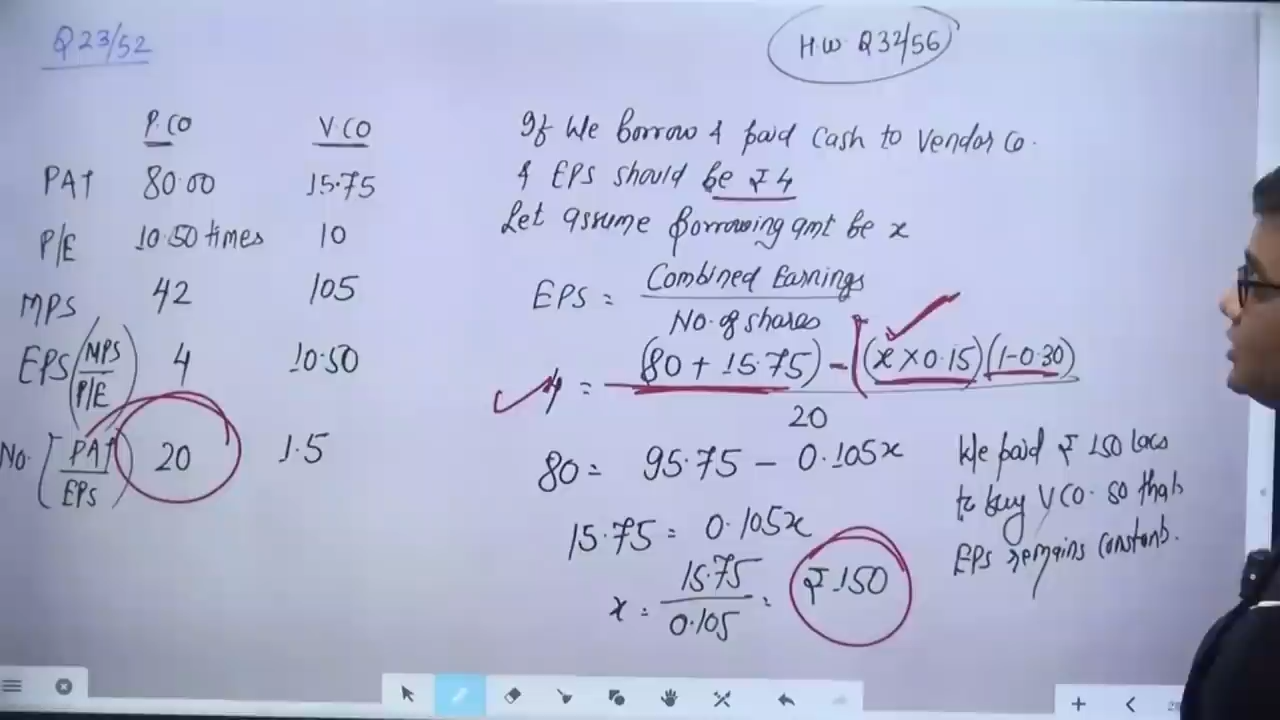 Q 23/52
H.W. Q32/56
P.CO V.CO
PAT 80.00 15.75
P/E 10.50 times 10
MPS 42 105
EPS (MPS/P/E) 4 10.50
No. [PAT/EPS] 20 1.5
If We borrow & paid cash to vendor co.
& EPS should be ₹ 4
Let assume borrowing amt be x
EPS = Combined Earnings
No. of shares
4 = (80 + 15.75) - [(x × 0.15)(1-0.30)
20
80 = 95.75 - 0.105x
15.75 = 0.105x
x = 15.75/0.105 = ₹ 150
We paid ₹ 150 lacs
to buy V CO. so that
EPS remains constant.